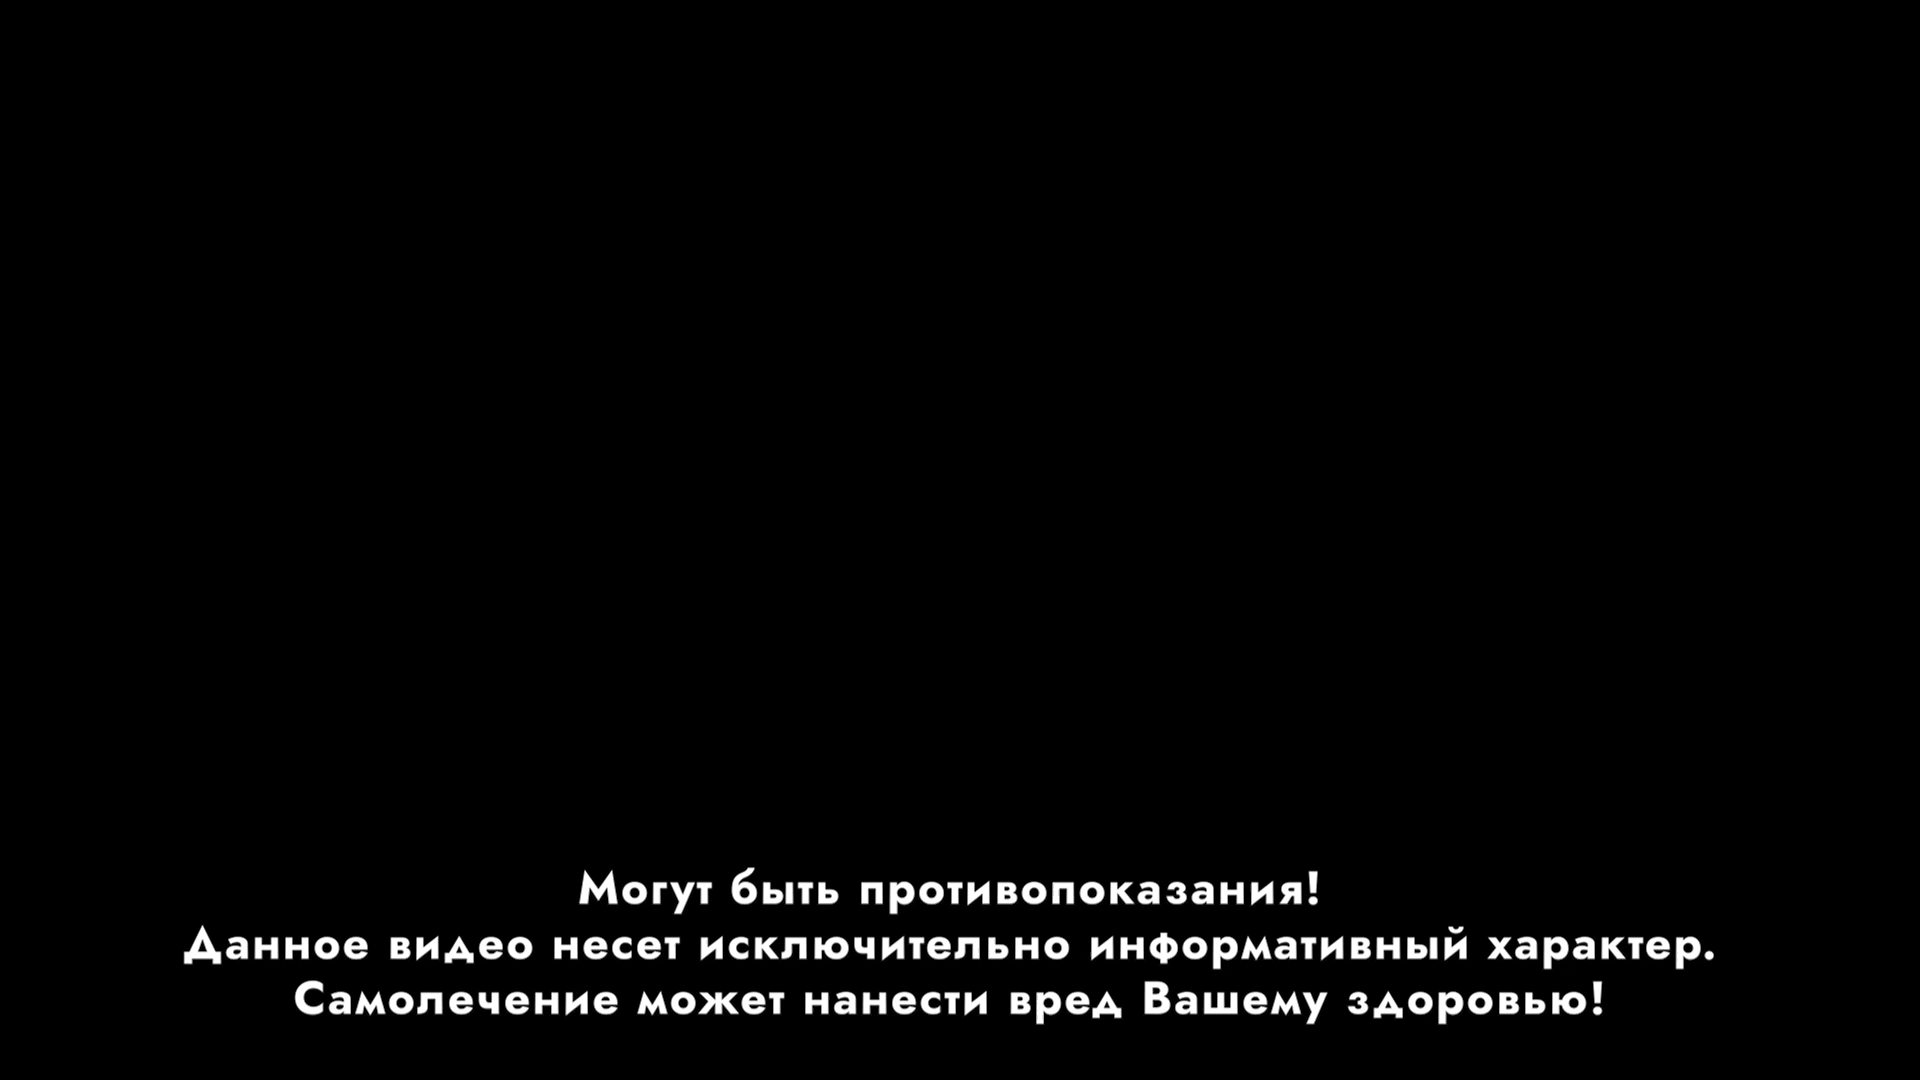 Могут быть противопоказания!
Данное видео несет исключительно информативный характер.
Самолечение может нанести вред Вашему здоровью!